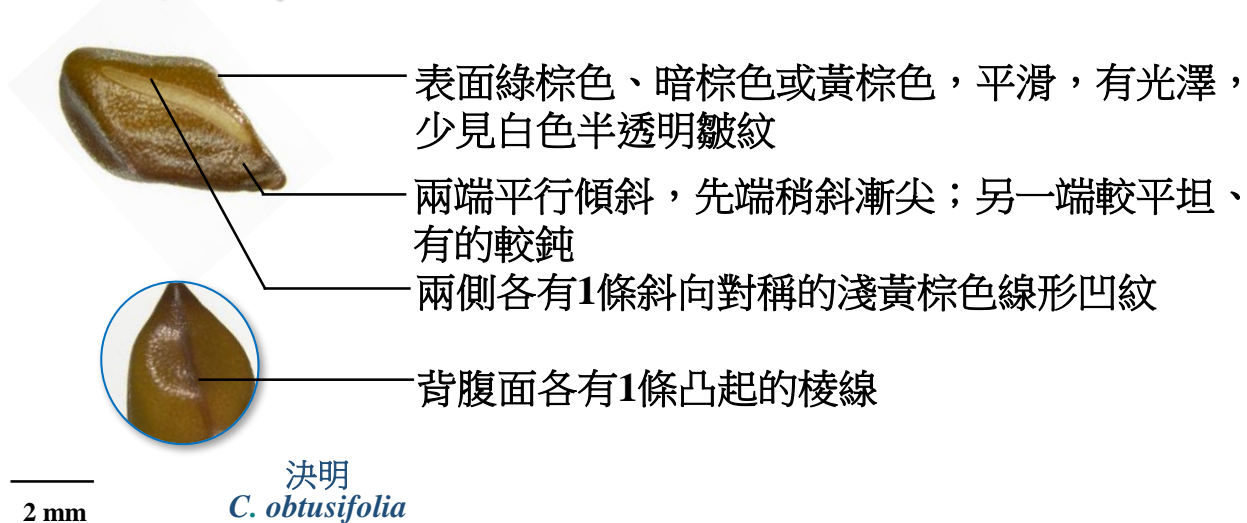 表面綠棕色、暗棕色或黃棕色，平滑，有光澤，
少見白色半透明皺紋
兩端平行傾斜，先端稍斜漸尖；另一端較平坦、
有的較鈍
兩側各有1條斜向對稱的淺黃棕色線形凹紋
背腹面各有1條凸起的棱線
決明
C. obtusifolia
2 mm